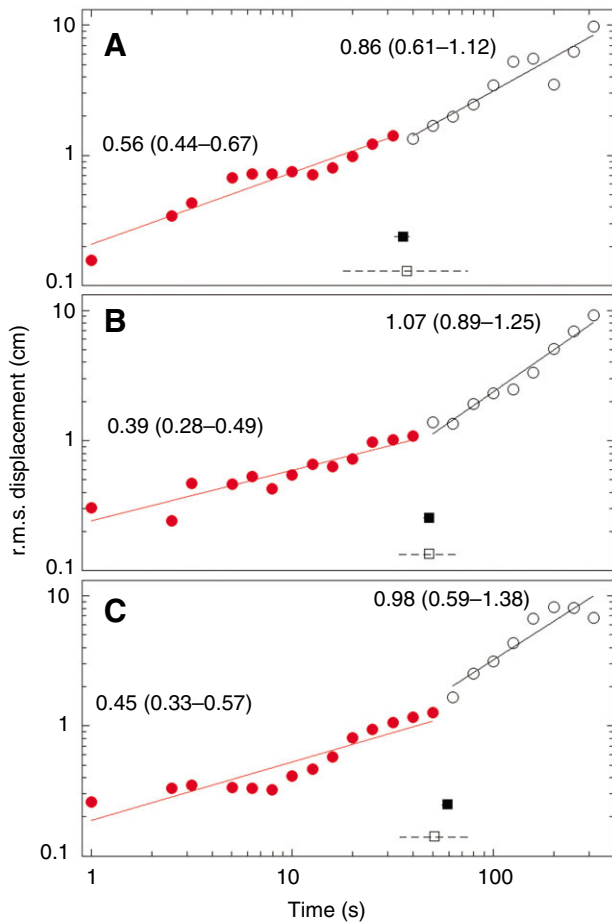 10
A
0.86 (0.61–1.12)
0.56 (0.44–0.67)
1
0.1
10
B
1.07 (0.89–1.25)
0.39 (0.28–0.49)
1
0.1
10
C
0.98 (0.59–1.38)
0.45 (0.33–0.57)
1
0.1
r.m.s. displacement (cm)
1 10 100
Time (s)